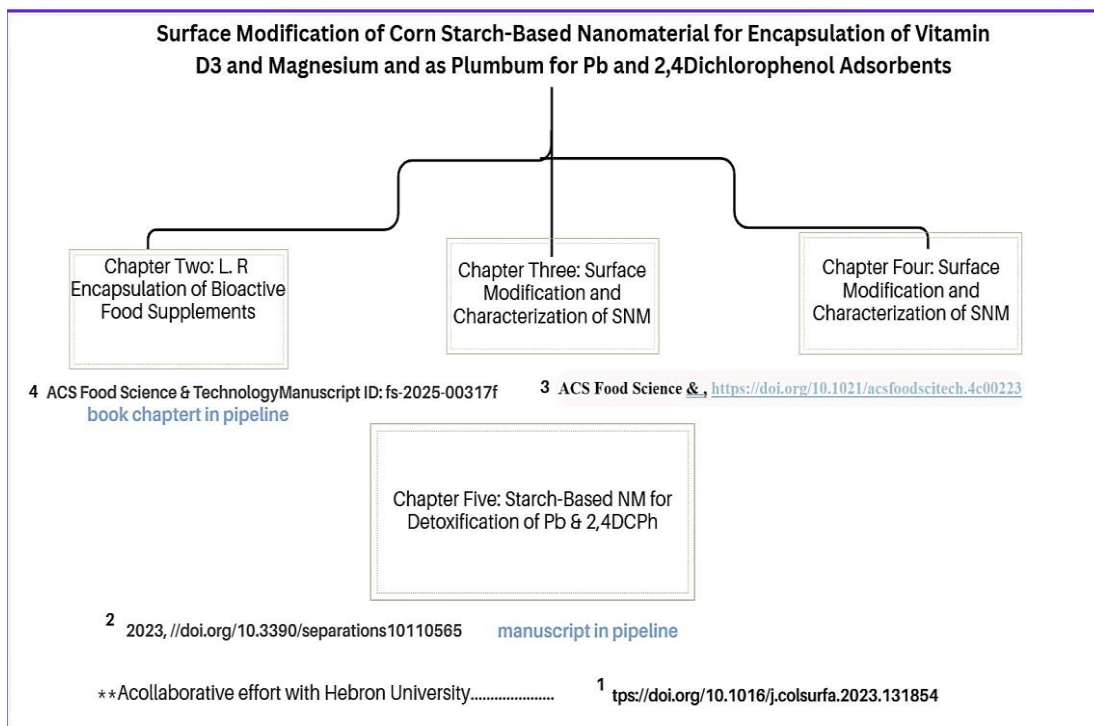 Surface Modification of Corn Starch-Based Nanomaterial for Encapsulation of Vitamin
D3 and Magnesium and as Plumbum for Pb and 2,4Dichlorophenol Adsorbents
Chapter Two: L. R
Encapsulation of Bioactive
Food Supplements
Chapter Three: Surface
Modification and
Characterization of SNM
Chapter Four: Surface
Modification and
Characterization of SNM
4 ACS Food Science & TechnologyManuscript ID: fs-2025-00317f
book chaptert in pipeline
3 ACS Food Science & , https://doi.org/10.1021/acsfoodscitech.4c00223
Chapter Five: Starch-Based NM for
Detoxification of Pb & 2,4DCPh
2 2023, //doi.org/10.3390/separations10110565 manuscript in pipeline
**Acollaborative effort with Hebron University..................... 1 tps://doi.org/10.1016/j.colsurfa.2023.131854